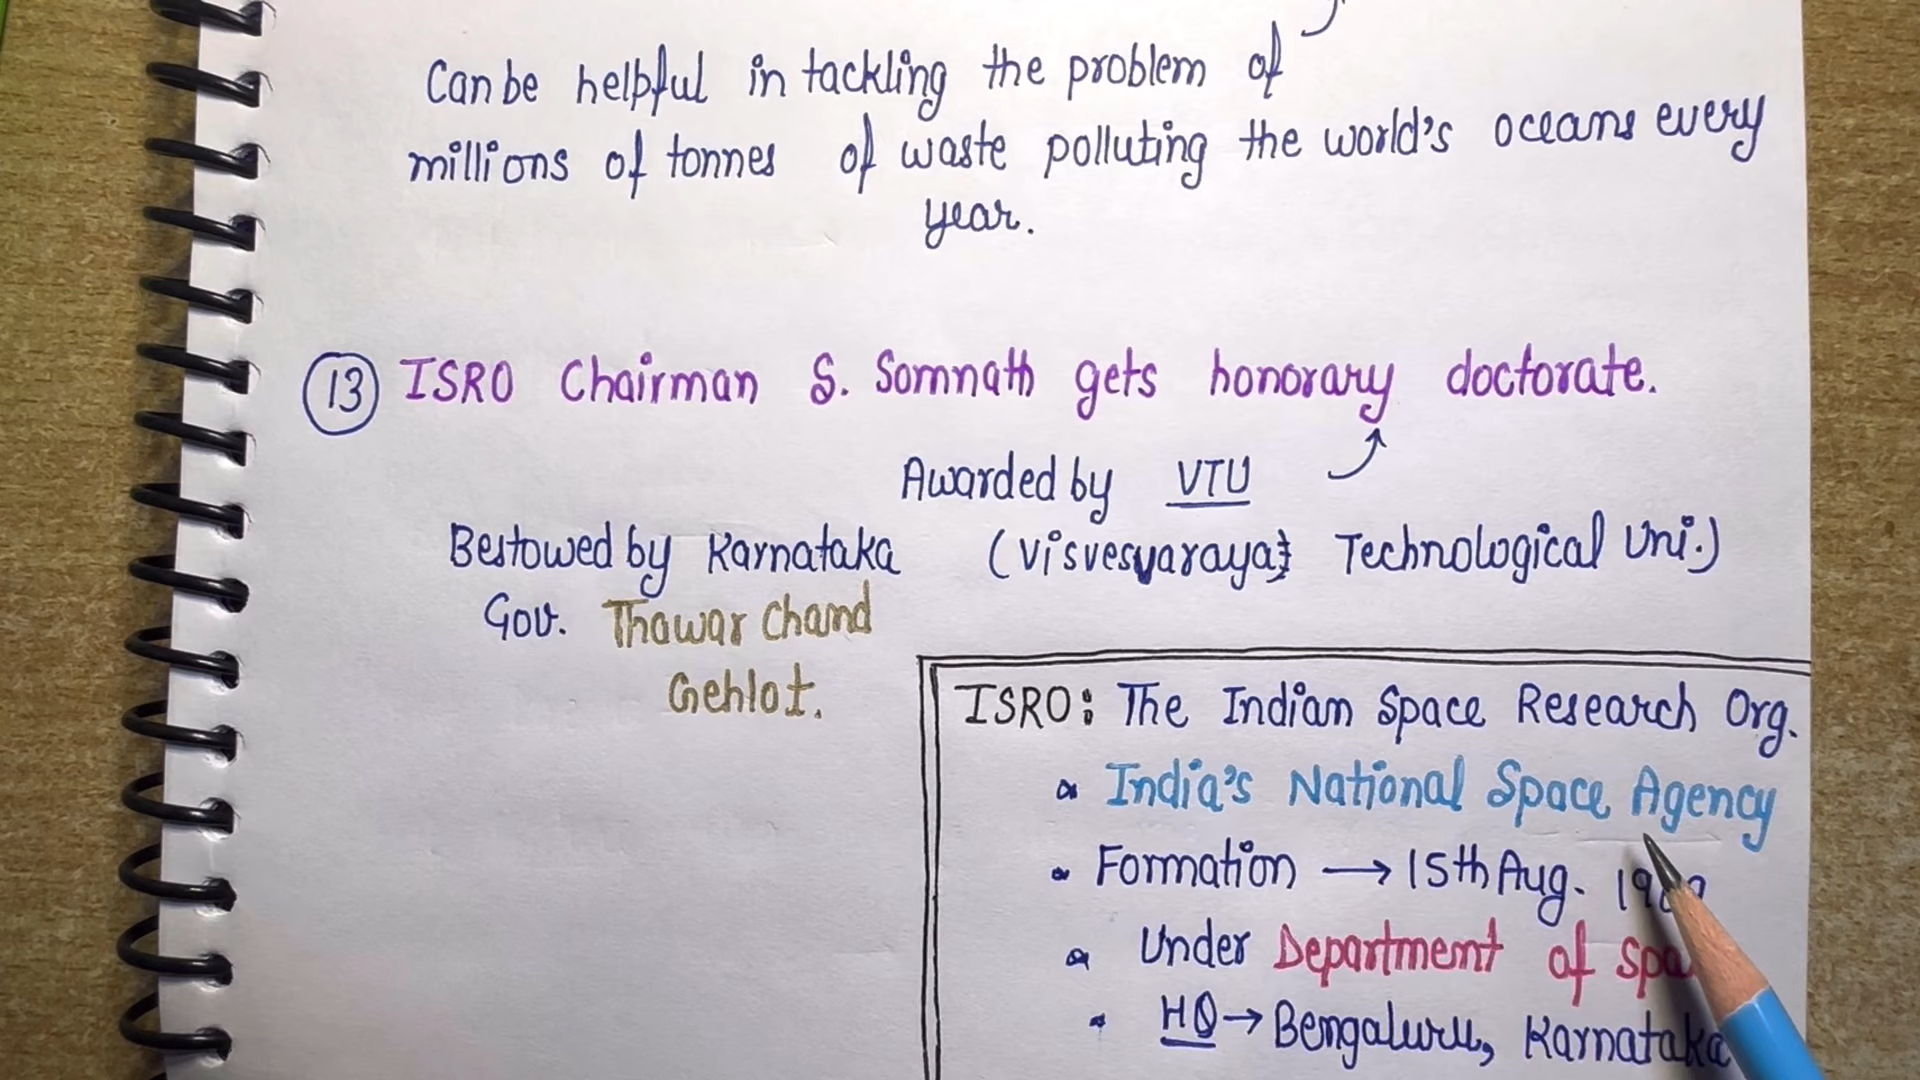 Can be helpful in tackling the problem of
millions of tonnes of waste polluting the world's oceans every
year.
13 ISRO Chairman S. Somnath gets honorary doctorate.
Awarded by VTU
Bestowed by Karnataka (Visvesvaraya Technological Uni.)
Gov. Thawar Chand
Gehlot.
ISRO: The Indian Space Research Org.
India's National Space Agency
Formation → 15th Aug.
Under Department of
HQ → Bengaluru, Karnataka